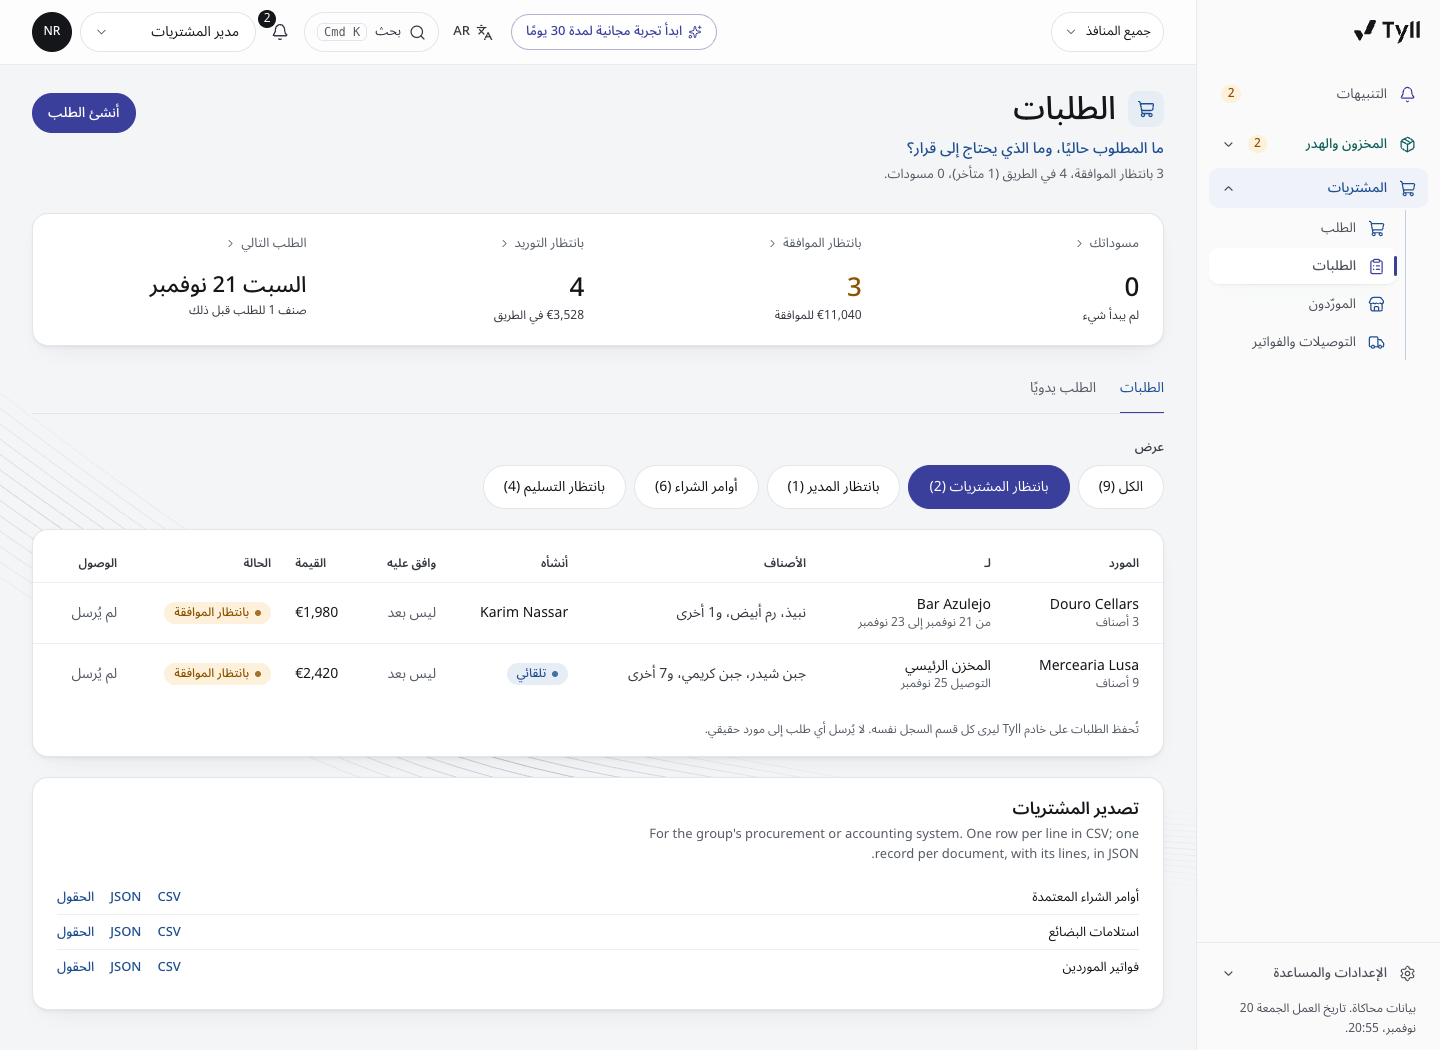 Tyll
التنبيهات
2
المخزون والهدر
2
المشتريات
الطلب
الطلبات
المورّدون
التوصيلات والفواتير
الإعدادات والمساعدة
بيانات محاكاة. تاريخ العمل الجمعة 20
نوفمبر، 20:55.
جميع المنافذ
ابدأ تجربة مجانية لمدة 30 يومًا
AR
بحث
Cmd K
2
مدير المشتريات
NR
الطلبات
أنشئ الطلب
ما المطلوب حاليًا، وما الذي يحتاج إلى قرار؟
3 بانتظار الموافقة، 4 في الطريق (1 متأخر)، 0 مسودات.
مسوداتك
0
لم يبدأ شيء
بانتظار الموافقة
3
€11,040 للموافقة
بانتظار التوريد
4
€3,528 في الطريق
الطلب التالي
السبت 21 نوفمبر
صنف 1 للطلب قبل ذلك
الطلبات
الطلب يدويًا
عرض
الكل (9)
بانتظار المشتريات (2)
بانتظار المدير (1)
أوامر الشراء (6)
بانتظار التسليم (4)
المورد لـ الأصناف أنشأه وافق عليه القيمة الحالة الوصول
Douro Cellars
3 أصناف
Bar Azulejo
من 21 نوفمبر إلى 23 نوفمبر
نبيذ، رم أبيض، و1 أخرى
Karim Nassar
ليس بعد
€1,980
بانتظار الموافقة
لم يُرسل
Mercearia Lusa
9 أصناف
المخزن الرئيسي
التوصيل 25 نوفمبر
جبن شيدر، جبن كريمي، و7 أخرى
تلقائي
ليس بعد
€2,420
بانتظار الموافقة
لم يُرسل
تُحفظ الطلبات على خادم Tyll ليرى كل قسم السجل نفسه. لا يُرسل أي طلب إلى مورد حقيقي.
تصدير المشتريات
For the group's procurement or accounting system. One row per line in CSV; one
record per document, with its lines, in JSON.
أوامر الشراء المعتمدة
CSV JSON الحقول
استلامات البضائع
CSV JSON الحقول
فواتير الموردين
CSV JSON الحقول